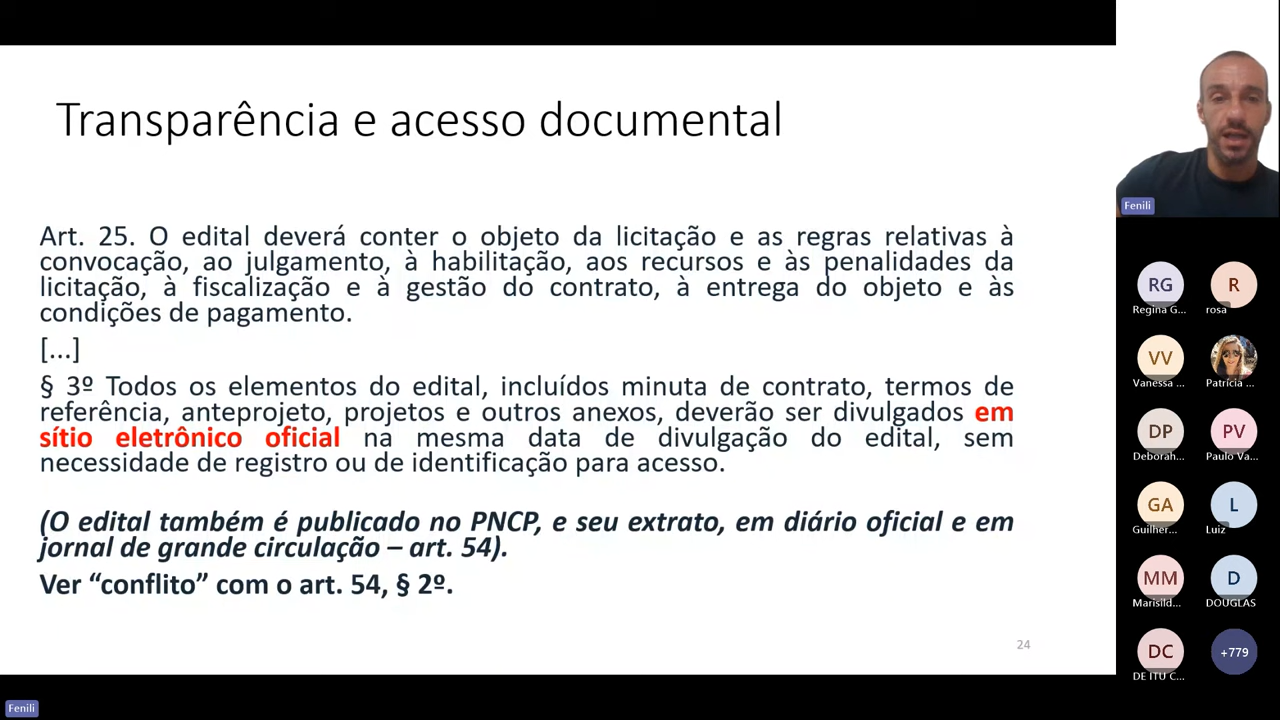 Transparência e acesso documental
Art. 25. O edital deverá conter o objeto da licitação e as regras relativas à
convocação, ao julgamento, à habilitação, aos recursos e às penalidades da
licitação, à fiscalização e à gestão do contrato, à entrega do objeto e às
condições de pagamento.
[...]
§ 3º Todos os elementos do edital, incluídos minuta de contrato, termos de
referência, anteprojeto, projetos e outros anexos, deverão ser divulgados em
sítio eletrônico oficial na mesma data de divulgação do edital, sem
necessidade de registro ou de identificação para acesso.
(O edital também é publicado no PNCP, e seu extrato, em diário oficial e em
jornal de grande circulação – art. 54).
Ver “conflito” com o art. 54, § 2º.
24
Fenili
Fenili
RG
R
Regina G...
rosa
VV
Vanessa ...
Patrícia ...
DP
PV
Deborah...
Paulo Va...
GA
L
Guilher...
Luiz
MM
D
Marisild...
DOUGLAS
DC
+779
DE ITU C...